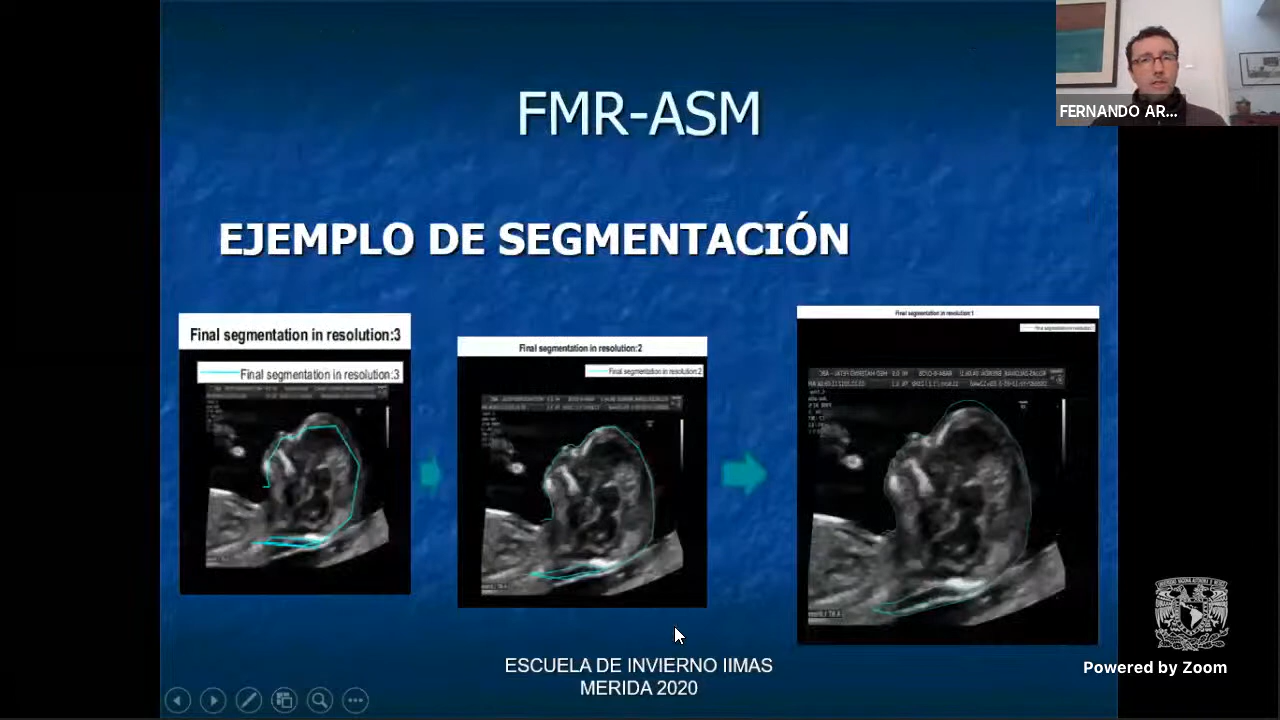 FMR-ASM
FERNANDO AR...
EJEMPLO DE SEGMENTACIÓN
Final segmentation in resolution:3
Final segmentation in resolution:3
Final segmentation in resolution:2
Final segmentation in resolution:2
Final segmentation in resolution:1
ESCUELA DE INVIERNO IIMAS
MERIDA 2020
Powered by Zoom